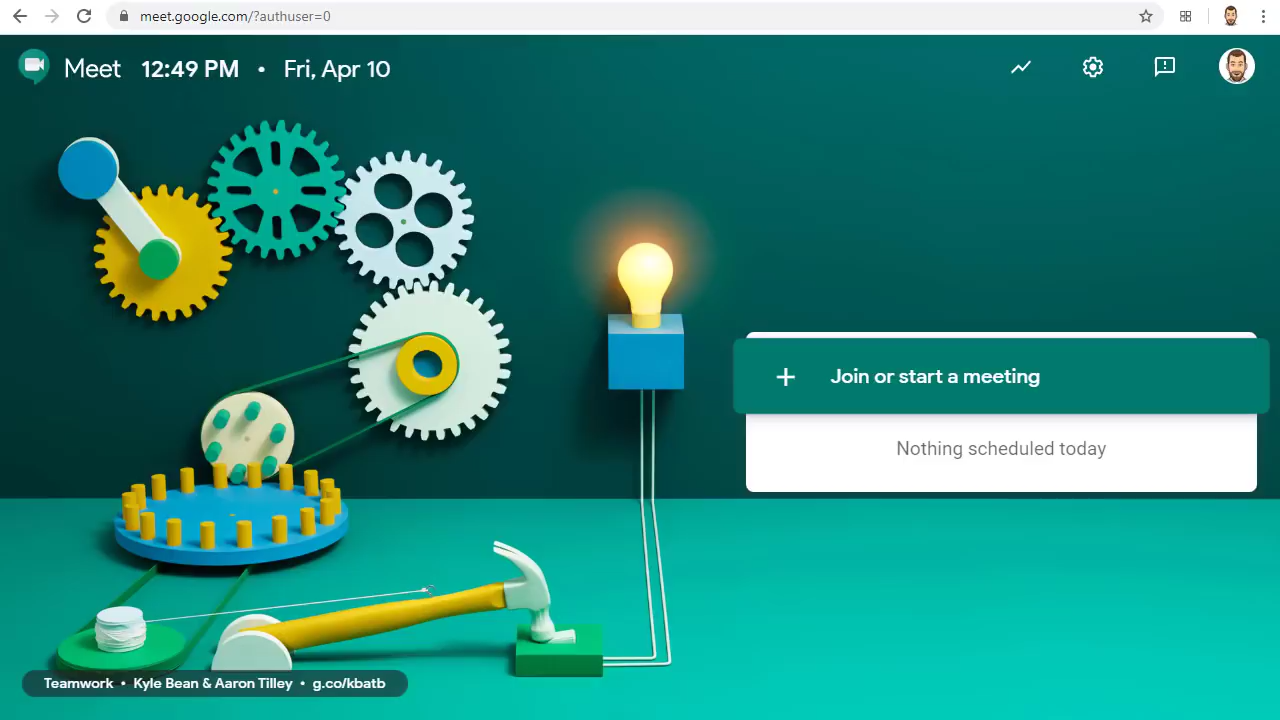 meet.google.com/?authuser=0
Meet 12:49 PM • Fri, Apr 10
Join or start a meeting
Nothing scheduled today
Teamwork • Kyle Bean & Aaron Tilley • g.co/kbatb